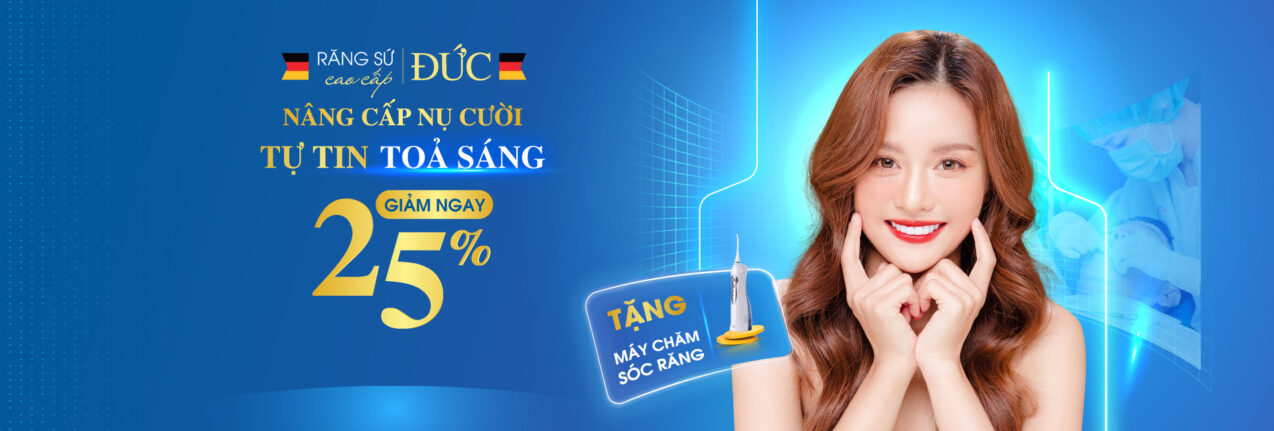 RĂNG SỨ
cao cấp
ĐỨC
NÂNG CẤP NỤ CƯỜI
TỰ TIN TOẢ SÁNG
GIẢM NGAY
25%
TẶNG
MÁY CHĂM
SÓC RĂNG